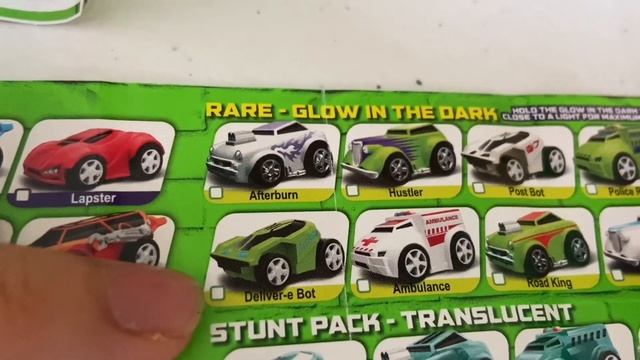 RARE - GLOW IN THE DARK
HOLD THE GLOW IN THE DARK
CLOSE TO A LIGHT FOR MAXIMUM
Lapster
Afterburn
Hustler
Post Bot
Police
Deliver-e Bot
Ambulance
AMBULANCE
Road King
STUNT PACK - TRANSLUCENT